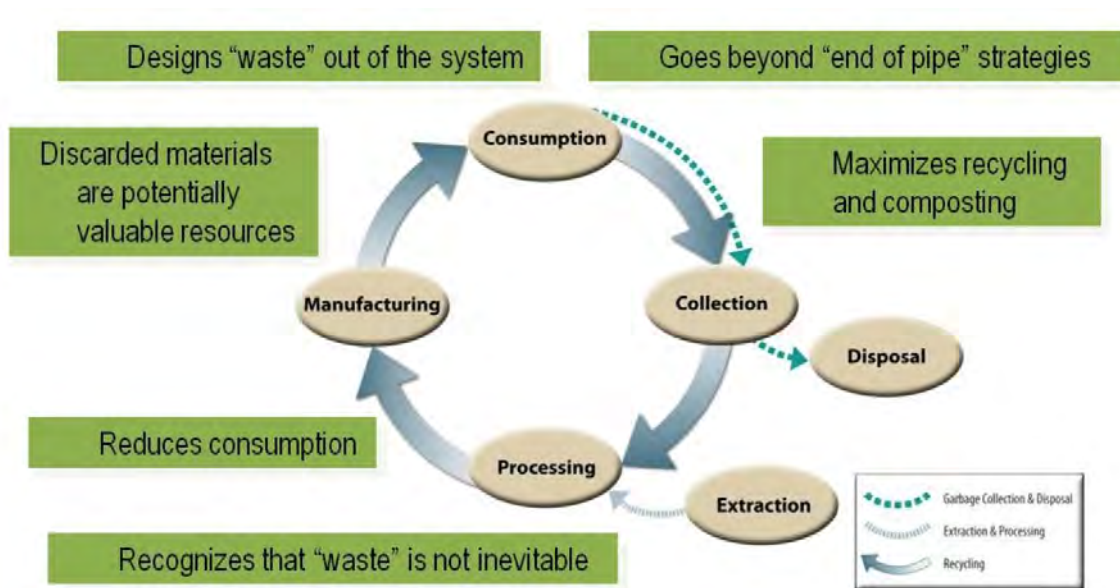 Designs “waste” out of the system
Goes beyond “end of pipe” strategies
Consumption
Discarded materials
are potentially
valuable resources
Maximizes recycling
and composting
Manufacturing
Collection
Disposal
Reduces consumption
Processing
Extraction
Garbage Collection & Disposal
Extraction & Processing
Recycling
Recognizes that “waste” is not inevitable